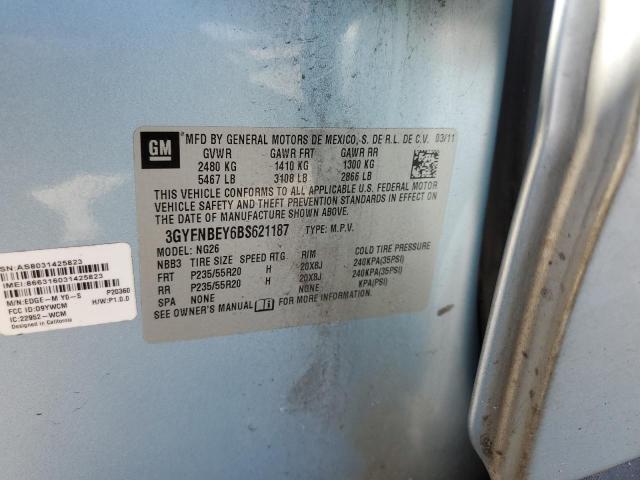 GM
MFD BY GENERAL MOTORS DE MEXICO, S. DE R.L. DE C.V. 03/11
GVWR GAWR FRT GAWR RR
2480 KG 1410 KG 1300 KG
5467 LB 3108 LB 2866 LB
THIS VEHICLE CONFORMS TO ALL APPLICABLE U.S. FEDERAL MOTOR
VEHICLE SAFETY AND THEFT PREVENTION STANDARDS IN EFFECT
ON THE DATE OF MANUFACTURE SHOWN ABOVE.
3GYFNBEY6BS621187 TYPE: M.P.V.
MODEL: NG26
NBB3 TIRE SIZE SPEED RTG RIM COLD TIRE PRESSURE
FRT P235/55R20 H 20X8J 240KPA(35PSI)
RR P235/55R20 H 20X8J 240KPA(35PSI)
SPA NONE NONE KPA(PSI)
SEE OWNER'S MANUAL FOR MORE INFORMATION.
SN:AS8031425823
IMEI:866316031425823
M/N:EDGE-M Y0-S P20360
FCC ID:O9YWCM H/W:P1.0.0
IC:22952-WCM
Designed in California